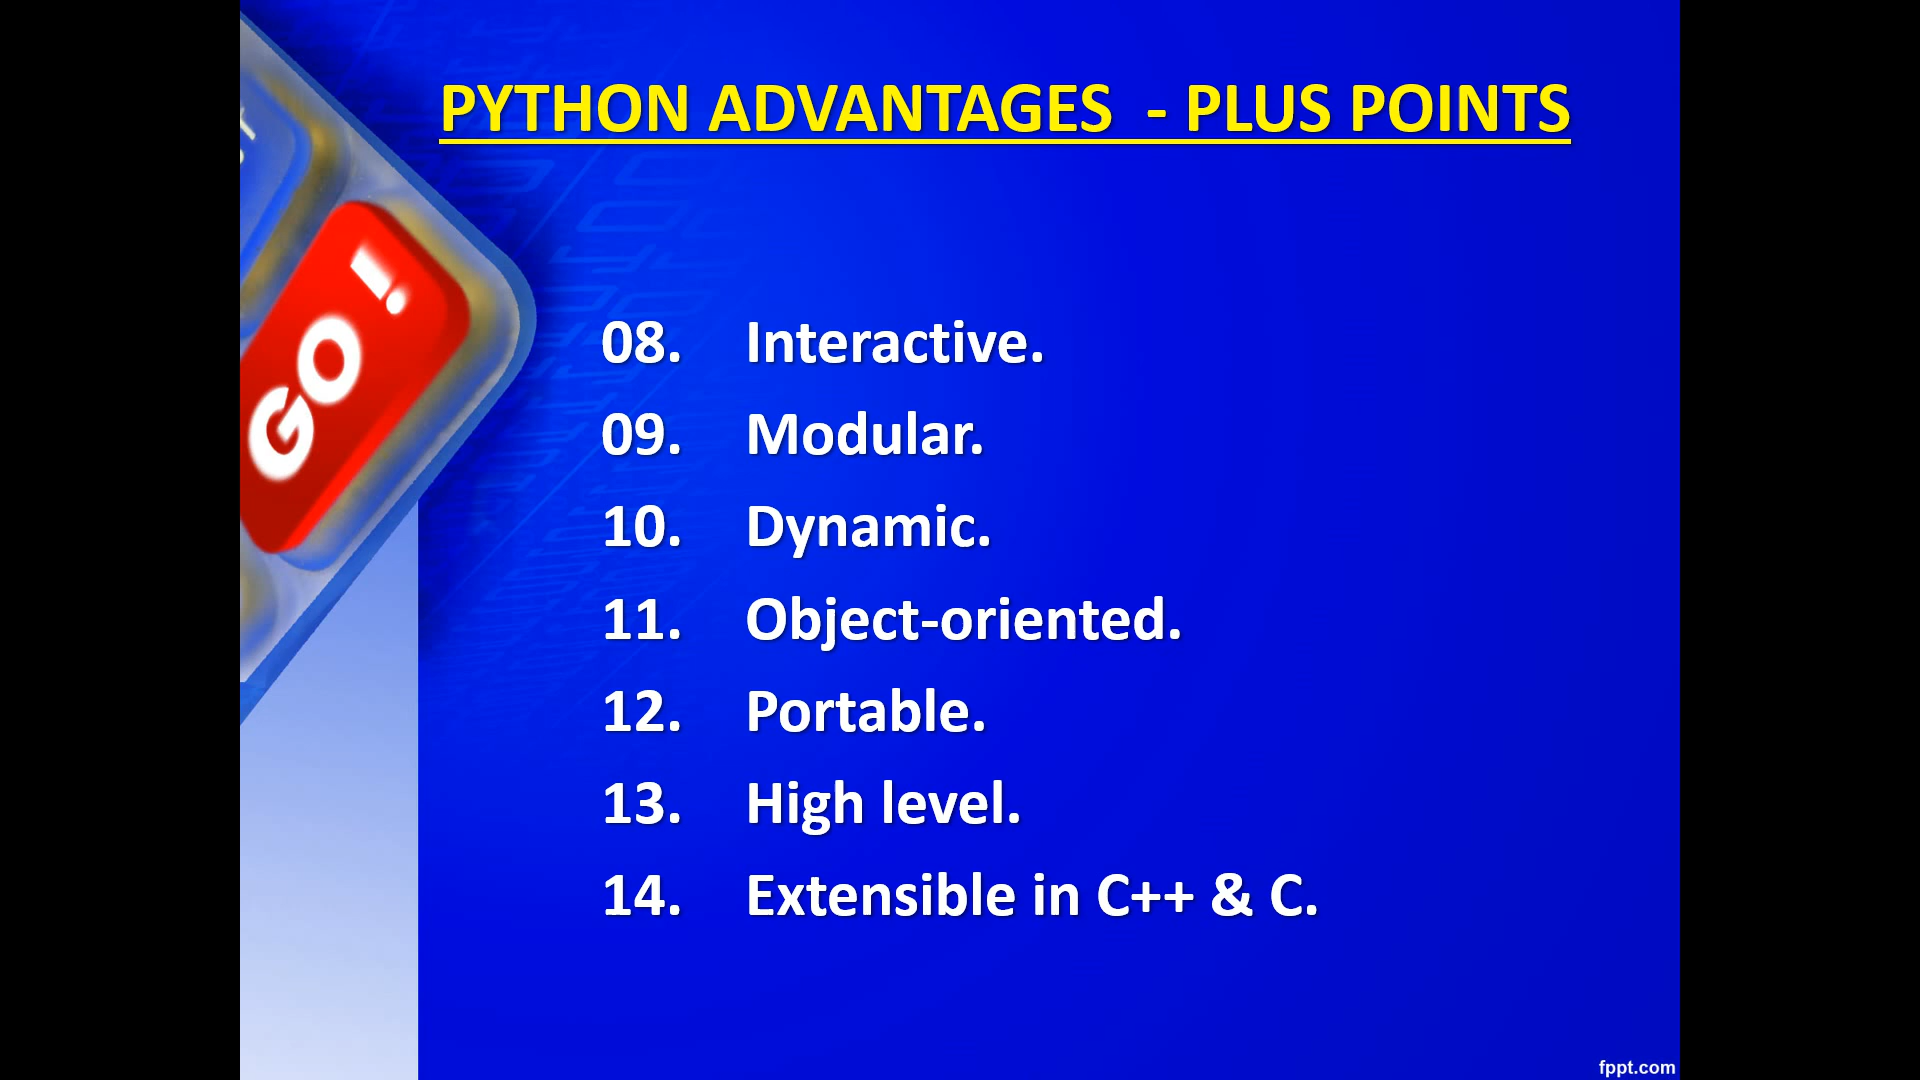 PYTHON ADVANTAGES - PLUS POINTS
GO !
08. Interactive.
09. Modular.
10. Dynamic.
11. Object-oriented.
12. Portable.
13. High level.
14. Extensible in C++ & C.
fppt.com